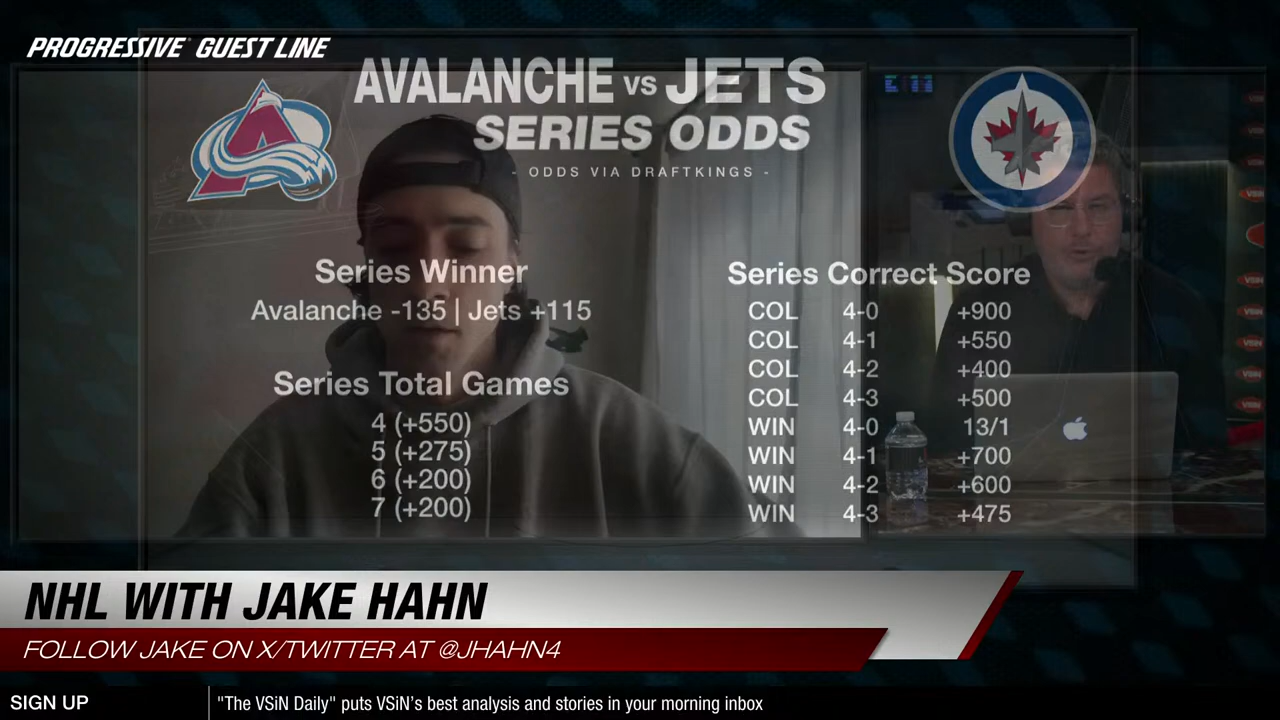 PROGRESSIVE GUEST LINE
AVALANCHE VS JETS
SERIES ODDS
- ODDS VIA DRAFTKINGS -
Series Winner
Avalanche -135 | Jets +115
Series Total Games
4 (+550)
5 (+275)
6 (+200)
7 (+200)
Series Correct Score
COL 4-0 +900
COL 4-1 +550
COL 4-2 +400
COL 4-3 +500
WIN 4-0 13/1
WIN 4-1 +700
WIN 4-2 +600
WIN 4-3 +475
NHL WITH JAKE HAHN
FOLLOW JAKE ON X/TWITTER AT @JHAHN4
SIGN UP
"The VSiN Daily" puts VSiN's best analysis and stories in your morning inbox